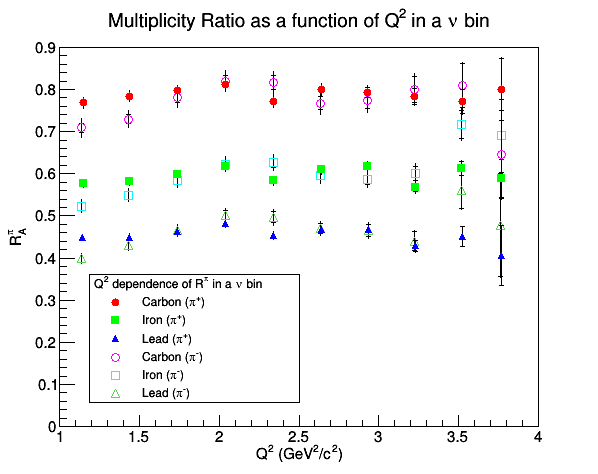 Multiplicity Ratio as a function of Q² in a ν bin
R_A^π
0.9
0.8
0.7
0.6
0.5
0.4
0.3
0.2
0.1
0
Q² dependence of R^π in a ν bin
Carbon (π⁺)
Iron (π⁺)
Lead (π⁺)
Carbon (π⁻)
Iron (π⁻)
Lead (π⁻)
1 1.5 2 2.5 3 3.5 4
Q² (GeV²/c²)